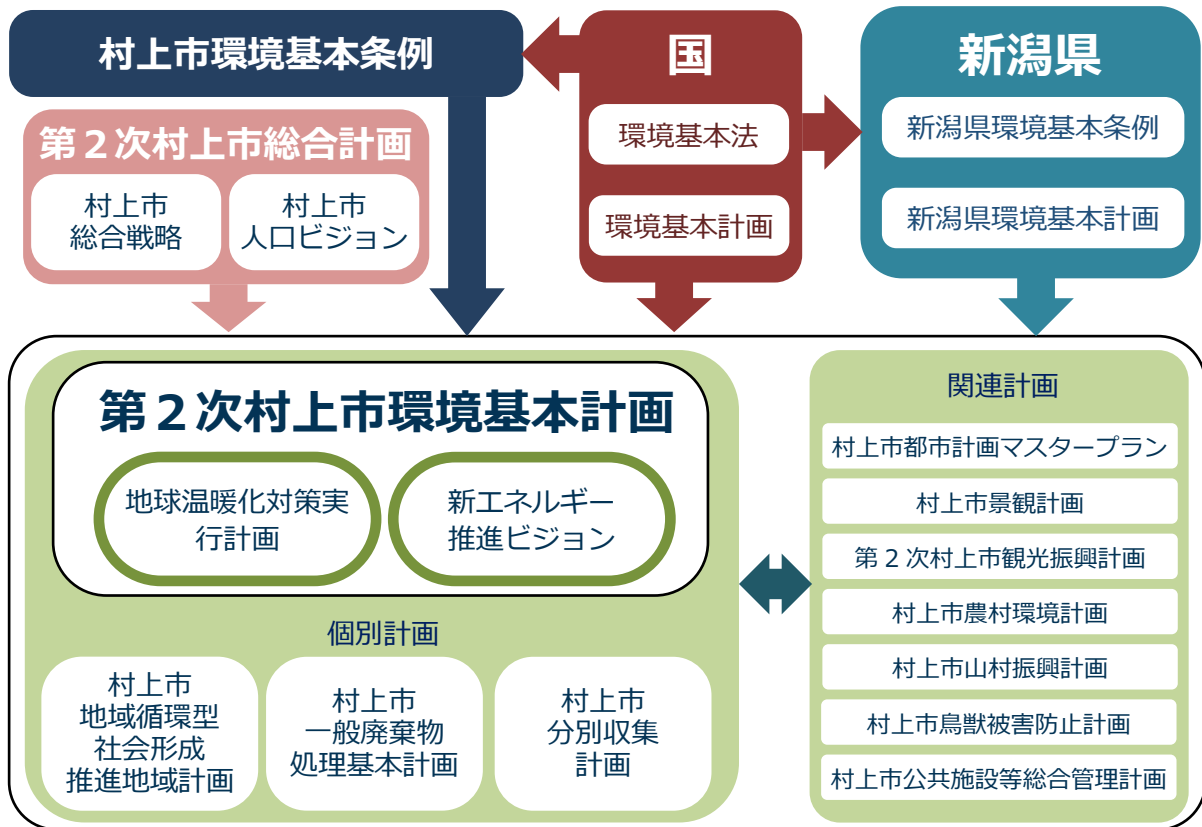 村上市環境基本条例
国
新潟県
環境基本法
環境基本計画
新潟県環境基本条例
新潟県環境基本計画
第２次村上市総合計画
村上市
総合戦略
村上市
人口ビジョン
第２次村上市環境基本計画
地球温暖化対策実
行計画
新エネルギー
推進ビジョン
個別計画
村上市
地域循環型
社会形成
推進地域計画
村上市
一般廃棄物
処理基本計画
村上市
分別収集
計画
関連計画
村上市都市計画マスタープラン
村上市景観計画
第２次村上市観光振興計画
村上市農村環境計画
村上市山村振興計画
村上市鳥獣被害防止計画
村上市公共施設等総合管理計画